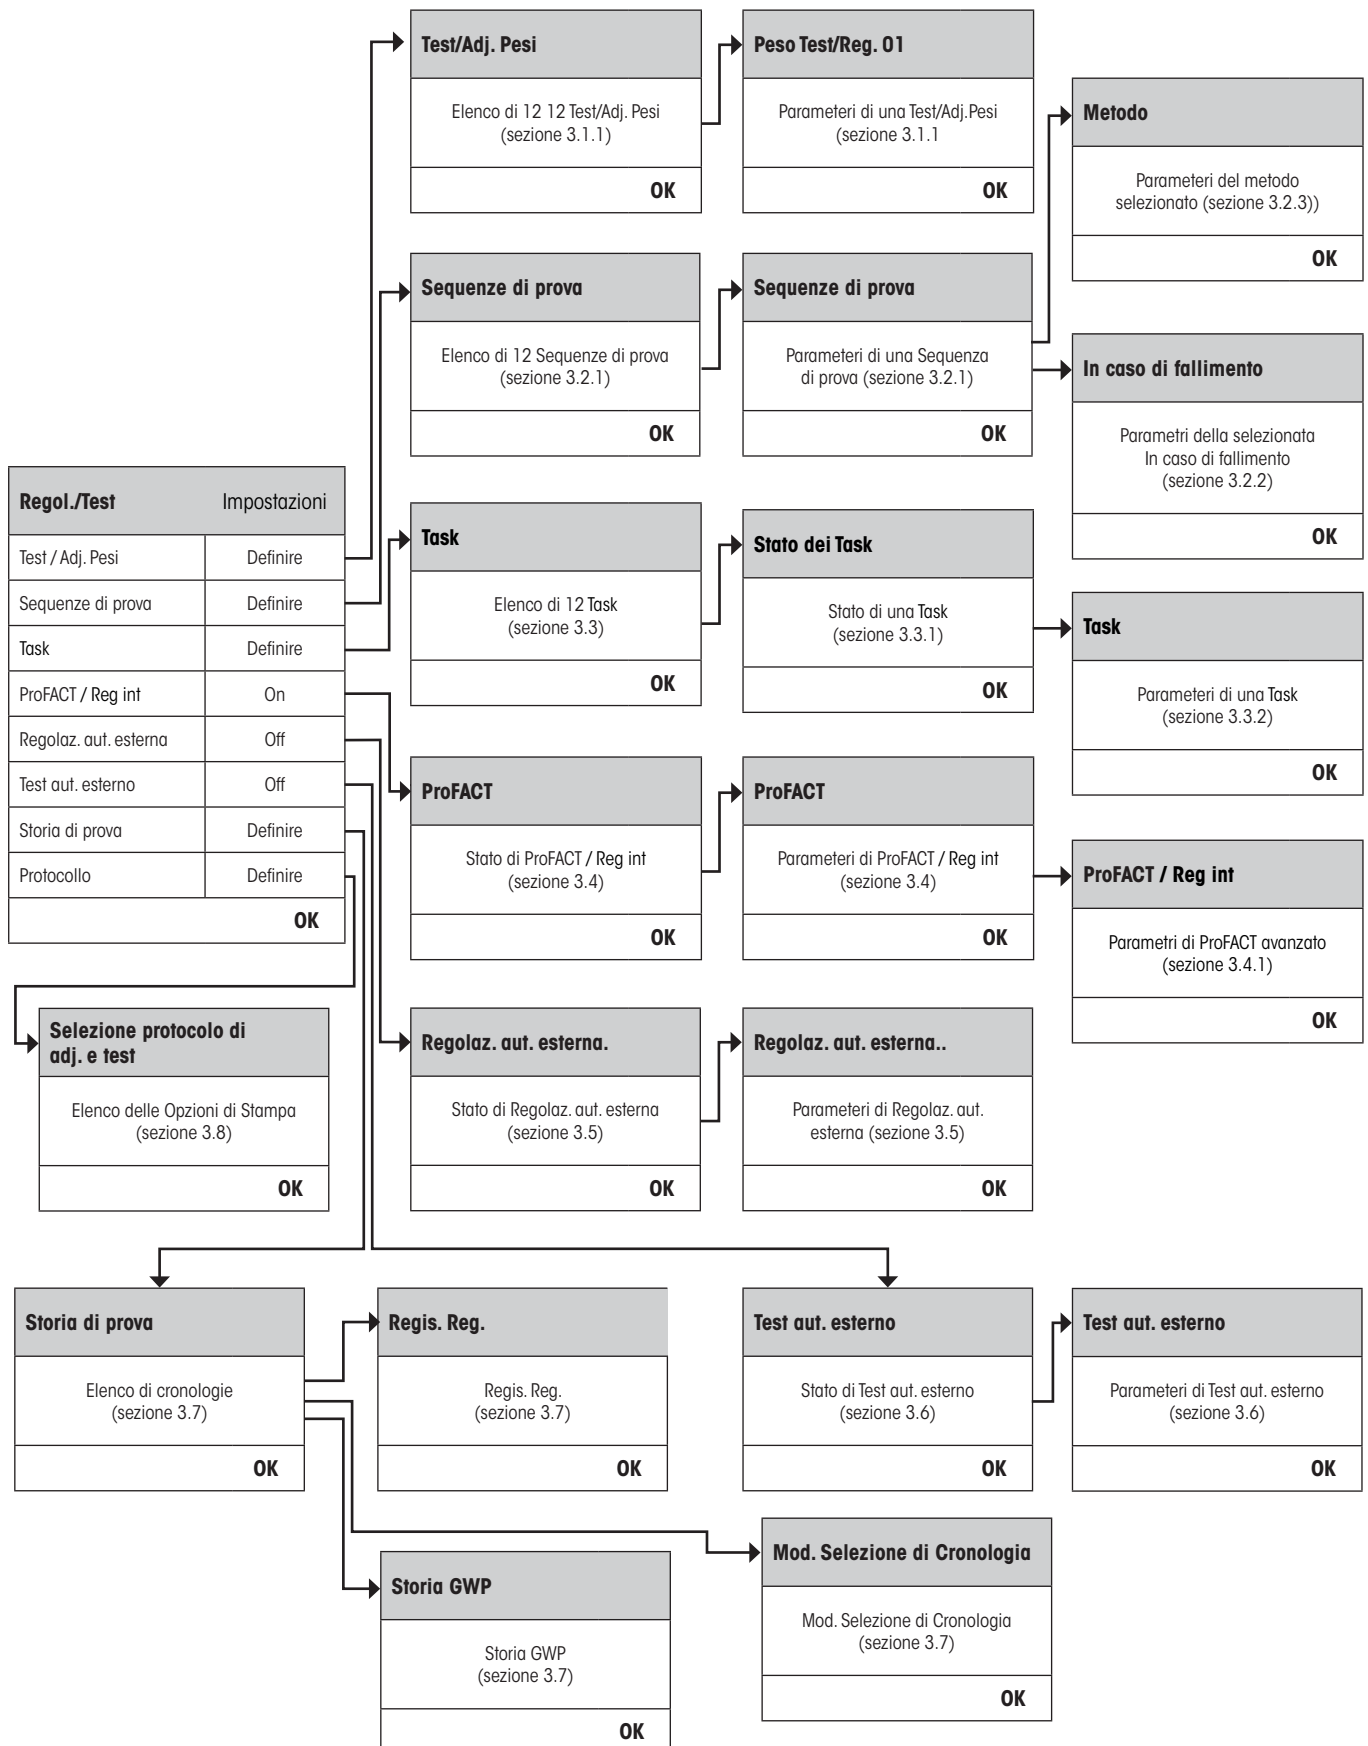 Test/Adj. Pesi
Elenco di 12 12 Test/Adj. Pesi
(sezione 3.1.1)
OK
Peso Test/Reg. 01
Parameteri di una Test/Adj.Pesi
(sezione 3.1.1
OK
Metodo
Parameteri del metodo
selezionato (sezione 3.2.3))
OK
Sequenze di prova
Elenco di 12 Sequenze di prova
(sezione 3.2.1)
OK
Sequenze di prova
Parameteri di una Sequenza
di prova (sezione 3.2.1)
OK
In caso di fallimento
Parametri della selezionata
In caso di fallimento
(sezione 3.2.2)
OK
Regol./Test Impostazioni
Test / Adj. Pesi Definire
Sequenze di prova Definire
Task Definire
ProFACT / Reg int On
Regolaz. aut. esterna Off
Test aut. esterno Off
Storia di prova Definire
Protocollo Definire
OK
Task
Elenco di 12 Task
(sezione 3.3)
OK
Stato dei Task
Stato di una Task
(sezione 3.3.1)
OK
Task
Parameteri di una Task
(sezione 3.3.2)
OK
ProFACT
Stato di ProFACT / Reg int
(sezione 3.4)
OK
ProFACT
Parameteri di ProFACT / Reg int
(sezione 3.4)
OK
ProFACT / Reg int
Parametri di ProFACT avanzato
(sezione 3.4.1)
OK
Selezione protocolo di
adj. e test
Elenco delle Opzioni di Stampa
(sezione 3.8)
OK
Regolaz. aut. esterna.
Stato di Regolaz. aut. esterna
(sezione 3.5)
OK
Regolaz. aut. esterna..
Parameteri di Regolaz. aut.
esterna (sezione 3.5)
OK
Storia di prova
Elenco di cronologie
(sezione 3.7)
OK
Regis. Reg.
Regis. Reg.
(sezione 3.7)
OK
Test aut. esterno
Stato di Test aut. esterno
(sezione 3.6)
OK
Test aut. esterno
Parameteri di Test aut. esterno
(sezione 3.6)
OK
Storia GWP
Storia GWP
(sezione 3.7)
OK
Mod. Selezione di Cronologia
Mod. Selezione di Cronologia
(sezione 3.7)
OK